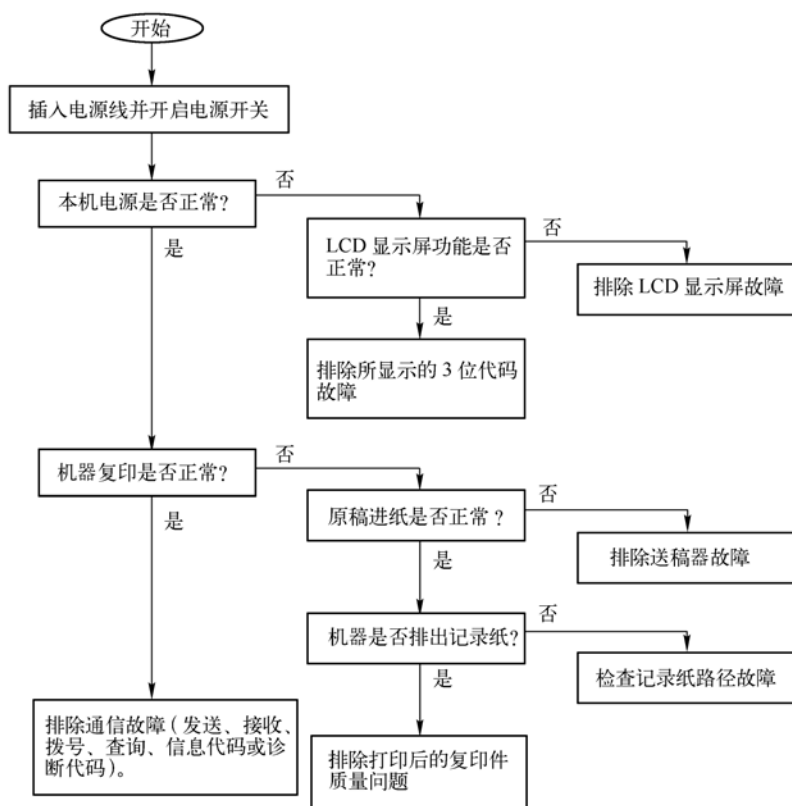 开始
插入电源线并开启电源开关
本机电源是否正常?
否
是
LCD 显示屏功能是否
正常?
否
是
排除 LCD 显示屏故障
排除所显示的 3 位代码
故障
机器复印是否正常?
否
是
原稿进纸是否正常 ?
否
是
排除送稿器故障
机器是否排出记录纸?
否
是
检查记录纸路径故障
排除通信故障 ( 发送、接收、
拨号、查询、信息代码或诊
断代码 )。
排除打印后的复印件
质量问题